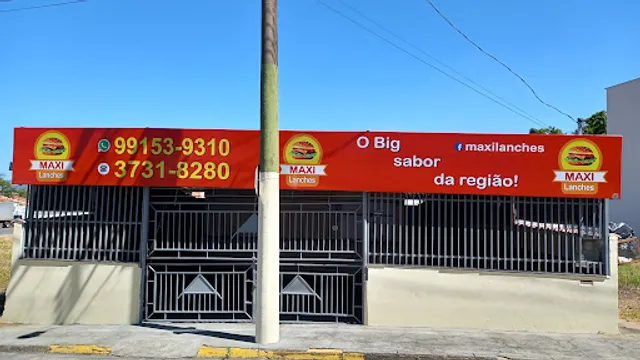 MAXI
Lanches
99153-9310
3731-8280
MAXI
Lanches
O Big
sabor
da região!
maxilanches
MAXI
Lanches